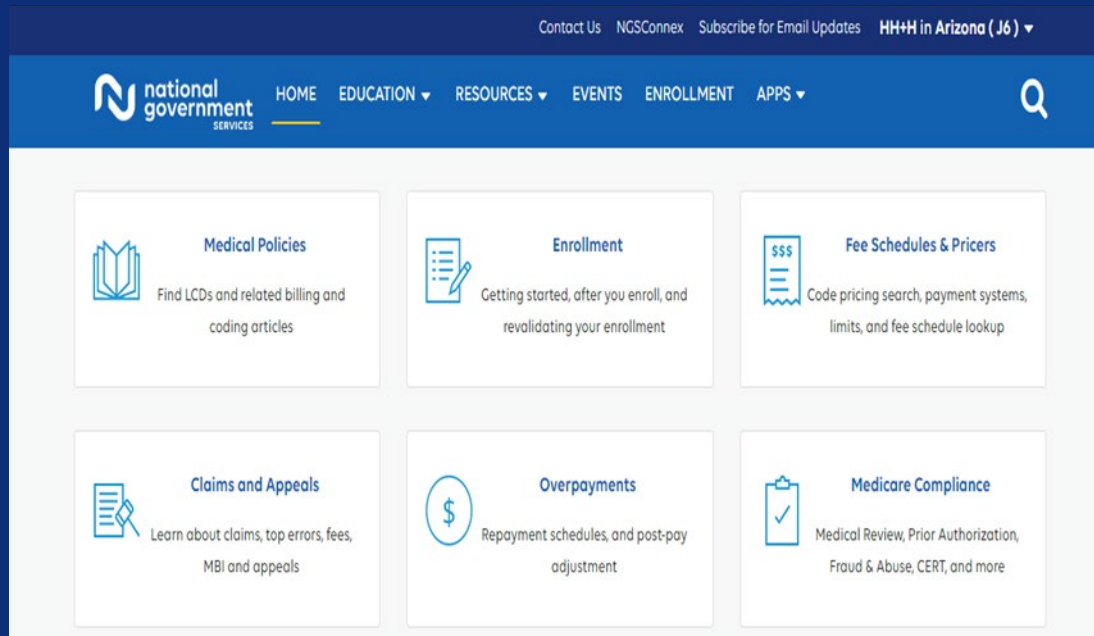 Contact Us NGSConnex Subscribe for Email Updates HH+H in Arizona ( J6 )
national
government
SERVICES
HOME EDUCATION RESOURCES EVENTS ENROLLMENT APPS
Medical Policies
Find LCDs and related billing and
coding articles
Enrollment
Getting started, after you enroll, and
revalidating your enrollment
$$$
Fee Schedules & Pricers
Code pricing search, payment systems,
limits, and fee schedule lookup
Claims and Appeals
Learn about claims, top errors, fees,
MBI and appeals
$
Overpayments
Repayment schedules, and post-pay
adjustment
Medicare Compliance
Medical Review, Prior Authorization,
Fraud & Abuse, CERT, and more